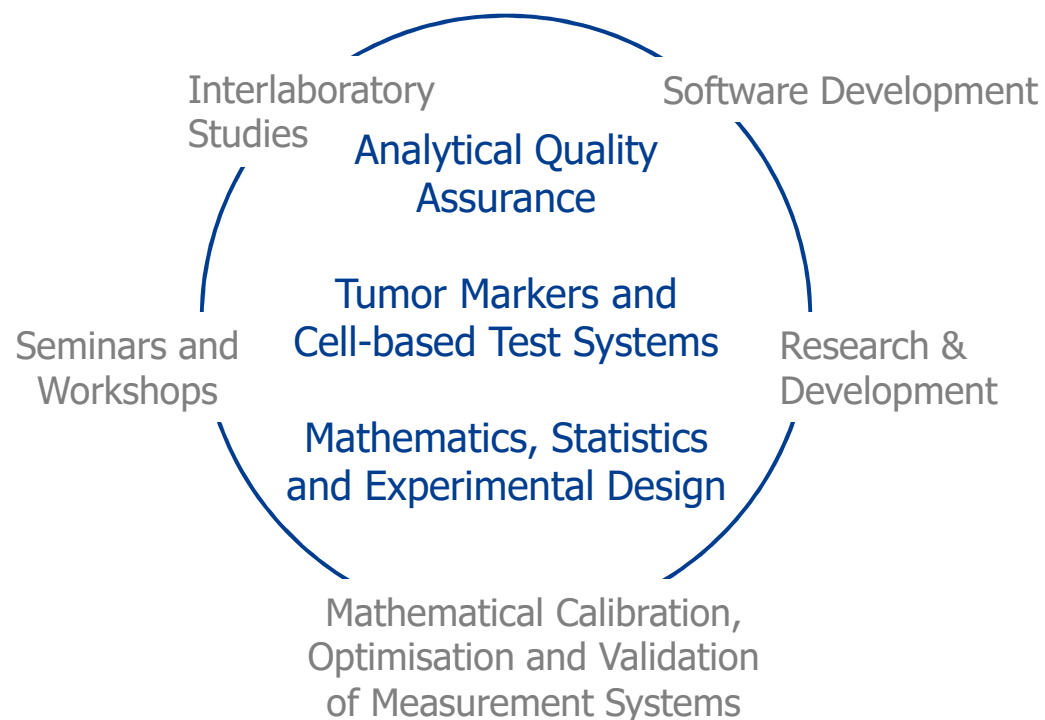 Interlaboratory
Studies
Software Development
Analytical Quality
Assurance
Tumor Markers and
Cell-based Test Systems
Seminars and
Workshops
Research &
Development
Mathematics, Statistics
and Experimental Design
Mathematical Calibration,
Optimisation and Validation
of Measurement Systems